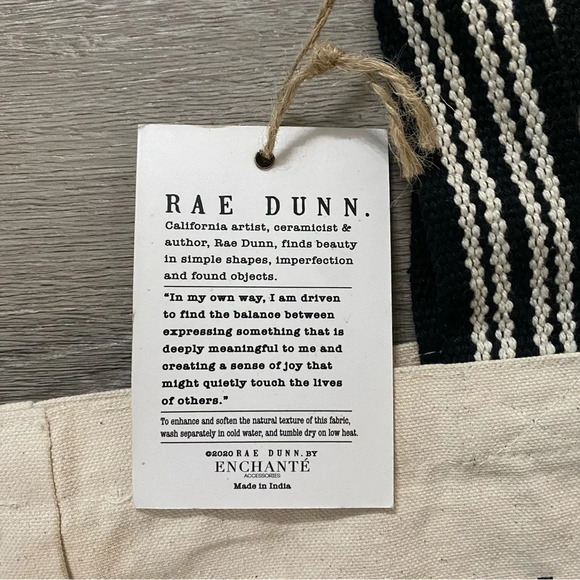 RAE DUNN.
California artist, ceramicist &
author, Rae Dunn, finds beauty
in simple shapes, imperfection
and found objects.
“In my own way, I am driven
to find the balance between
expressing something that is
deeply meaningful to me and
creating a sense of joy that
might quietly touch the lives
of others.”
To enhance and soften the natural texture of this fabric,
wash separately in cold water, and tumble dry on low heat.
©2020 RAE DUNN. BY
ENCHANTÉ
ACCESSORIES
Made in India